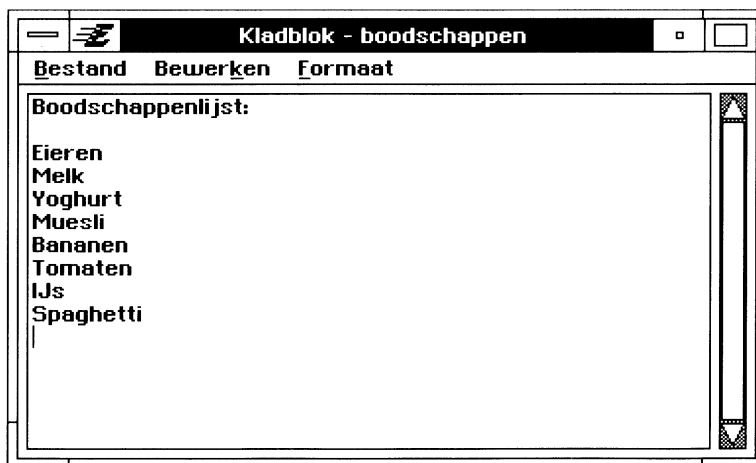 Kladblok - boodschappen
Bestand Bewerken Formaat
Boodschappenlijst:
Eieren
Melk
Yoghurt
Muesli
Bananen
Tomaten
IJs
Spaghetti